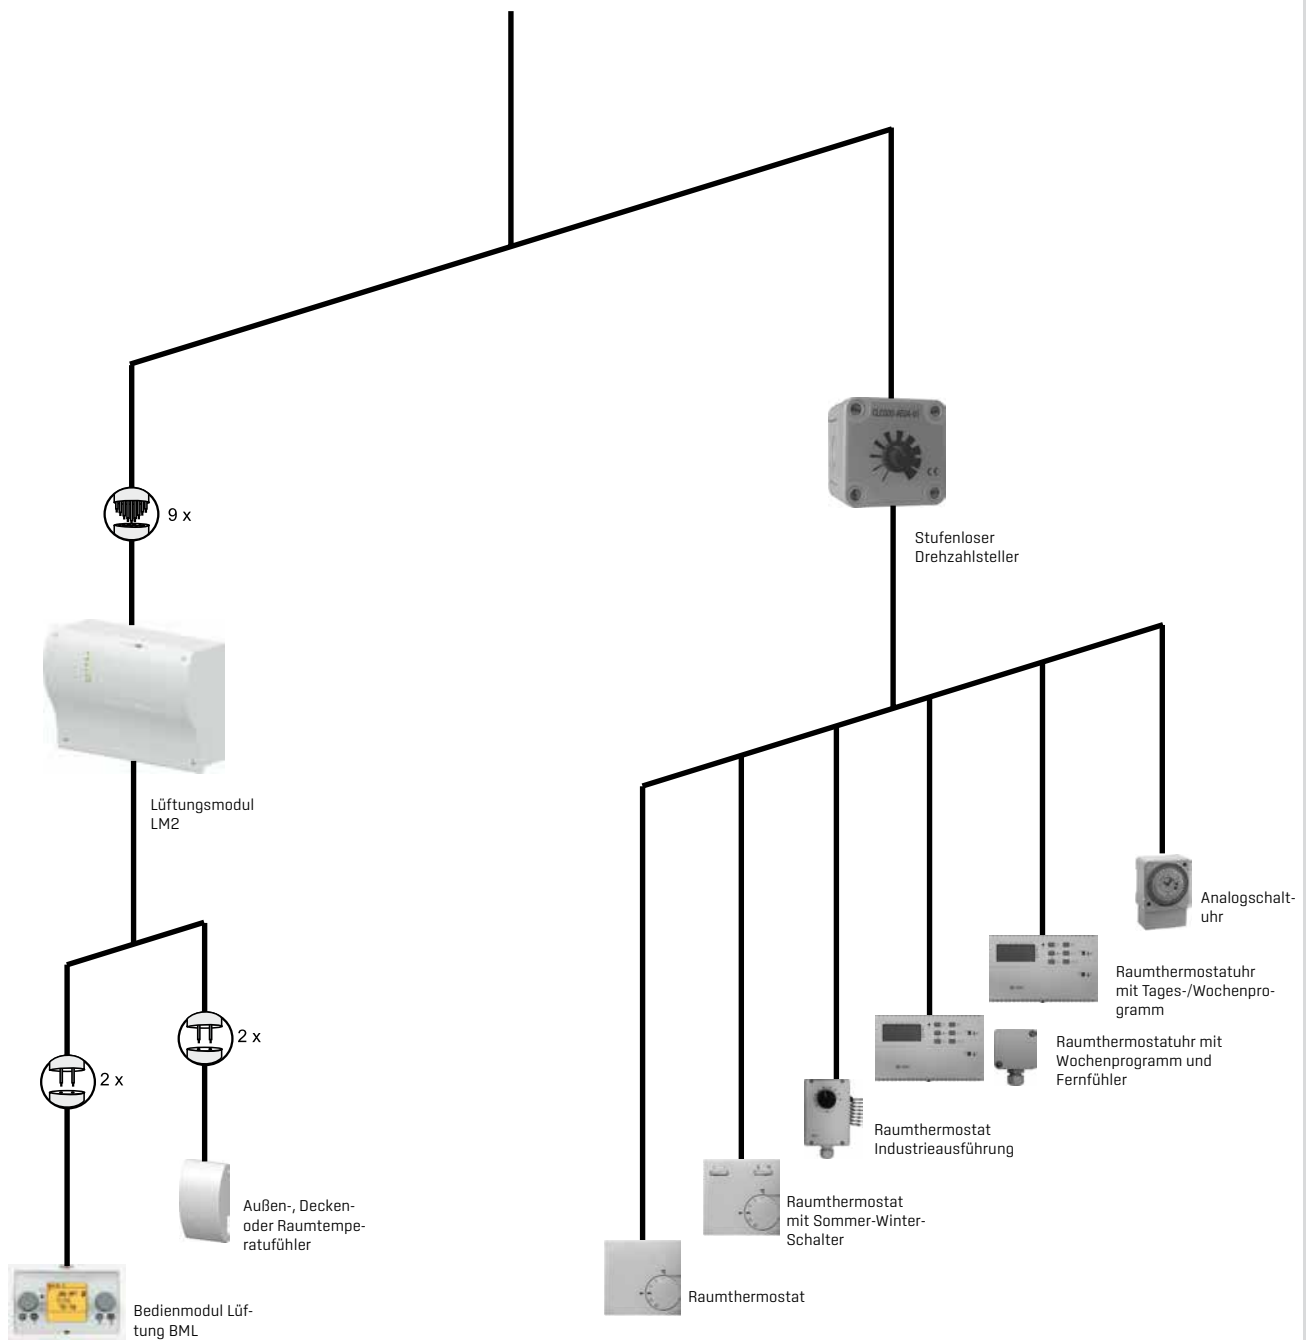 9 x
Stufenloser
Drehzahlsteller
Lüftungsmodul
LM2
Analogschalt-
uhr
Raumthermostatuhr
mit Tages-/Wochenpro-
gramm
2 x
Raumthermostatuhr mit
Wochenprogramm und
Fernfühler
2 x
Raumthermostat
Industrieausführung
Außen-, Decken-
oder Raumtempe-
ratufühler
Raumthermostat
mit Sommer-Winter-
Schalter
Raumthermostat
Bedienmodul Lüf-
tung BML